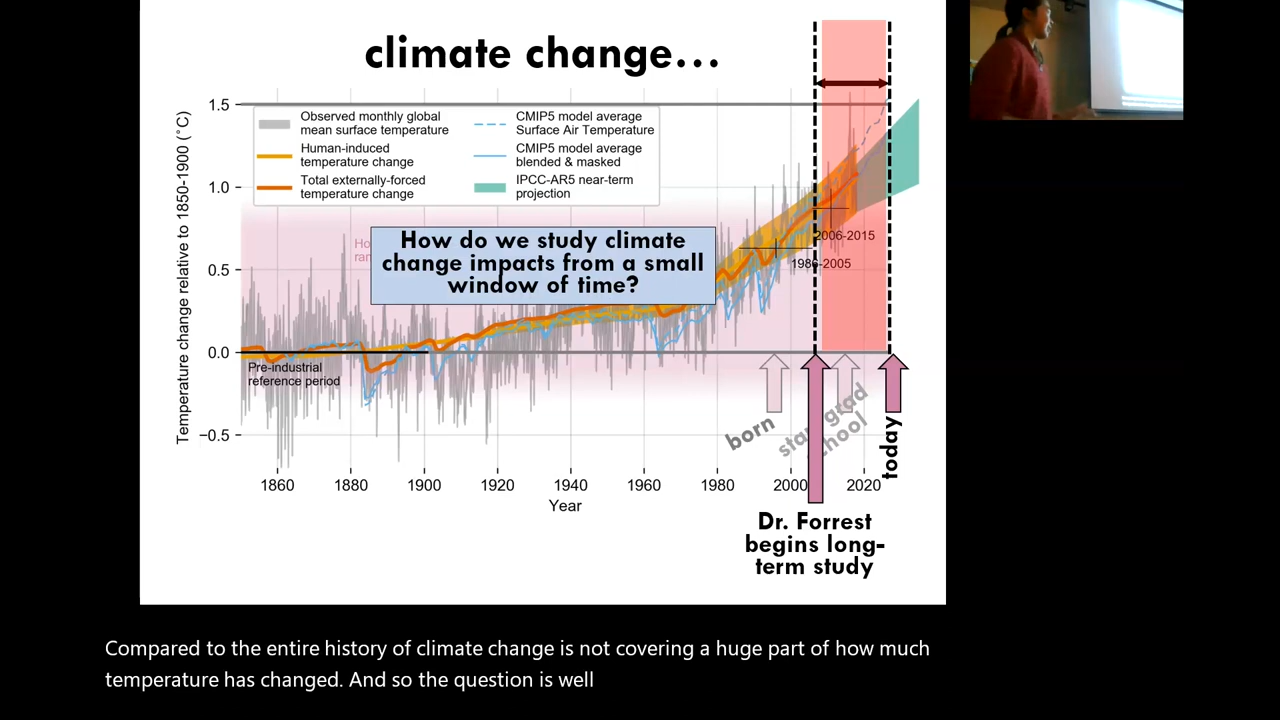 climate change...
Temperature change relative to 1850-1900 (°C)
1.5
1.0
0.5
0.0
−0.5
Observed monthly global
mean surface temperature
Human-induced
temperature change
Total externally-forced
temperature change
CMIP5 model average
Surface Air Temperature
CMIP5 model average
blended & masked
IPCC-AR5 near-term
projection
How do we study climate
change impacts from a small
window of time?
2006-2015
1986-2005
Pre-industrial
reference period
born
grad
today
1860
1880
1900
1920
1940
1960
1980
2000
2020
Year
Dr. Forrest
begins long-
term study
Compared to the entire history of climate change is not covering a huge part of how much
temperature has changed. And so the question is well